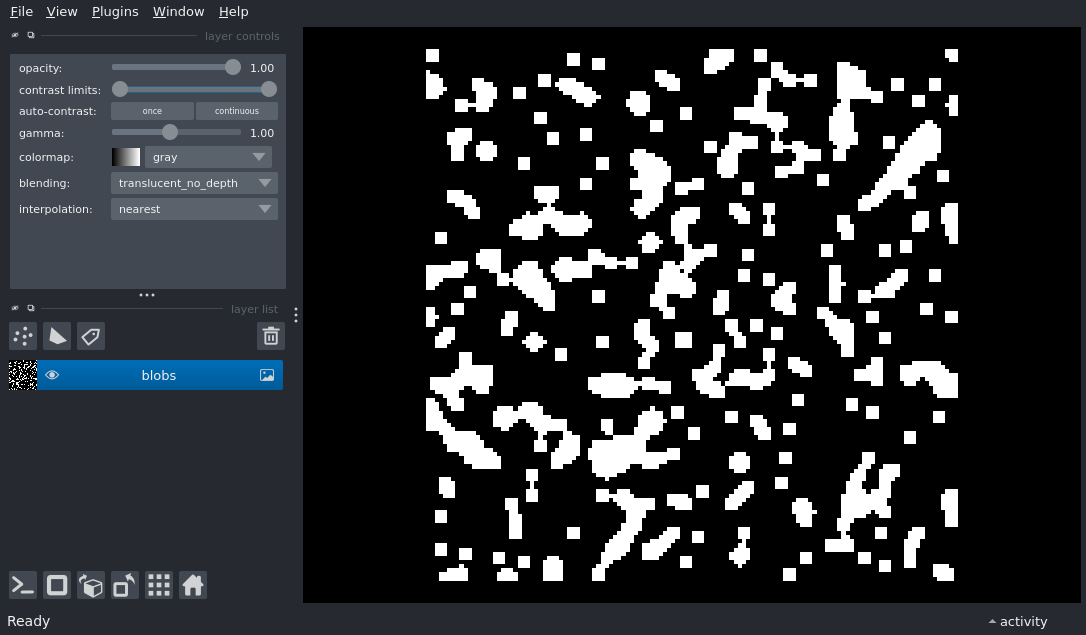 File View Plugins Window Help
layer controls
opacity: 1.00
contrast limits:
auto-contrast: once continuous
gamma: 1.00
colormap: gray
blending: translucent_no_depth
interpolation: nearest
layer list
blobs
Ready activity